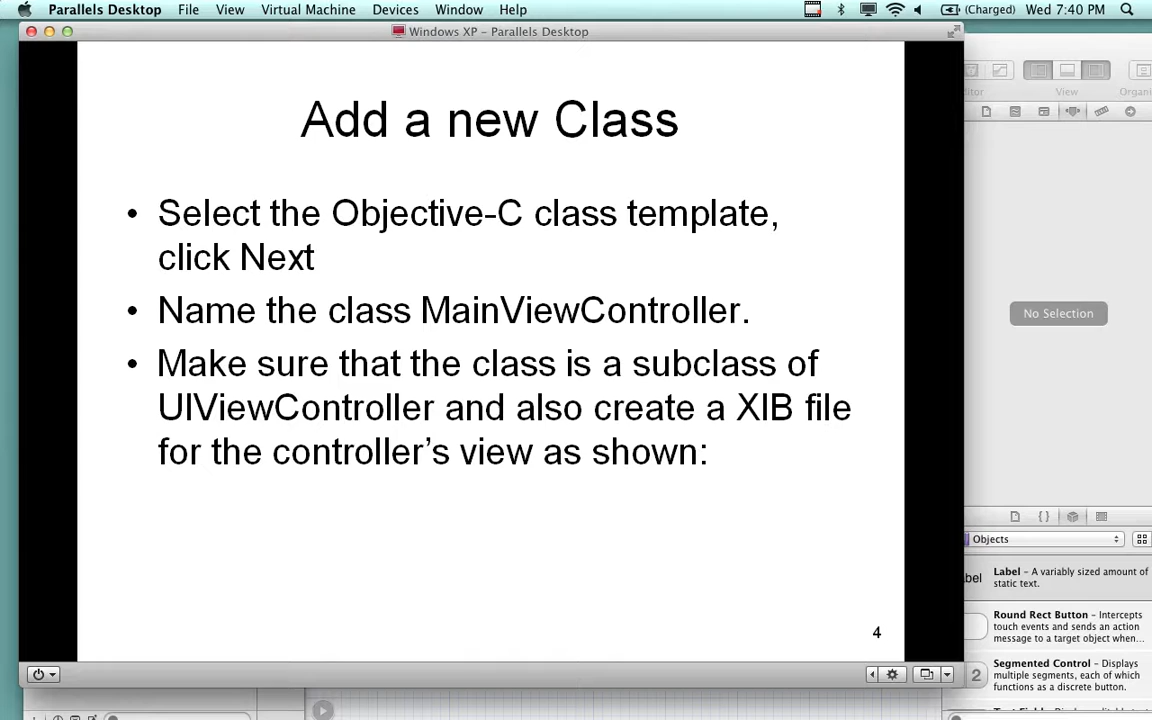 Parallels Desktop File View Virtual Machine Devices Window Help (Charged) Wed 7:40 PM
Windows XP – Parallels Desktop
View
Add a new Class
• Select the Objective-C class template,
click Next
• Name the class MainViewController.
• Make sure that the class is a subclass of
UIViewController and also create a XIB file
for the controller’s view as shown:
4
No Selection
{ }
Objects
Label – A variably sized amount of
static text.
Round Rect Button – Intercepts
touch events and sends an action
message to a target object when...
2
Segmented Control – Displays
multiple segments, each of which
functions as a discrete button.